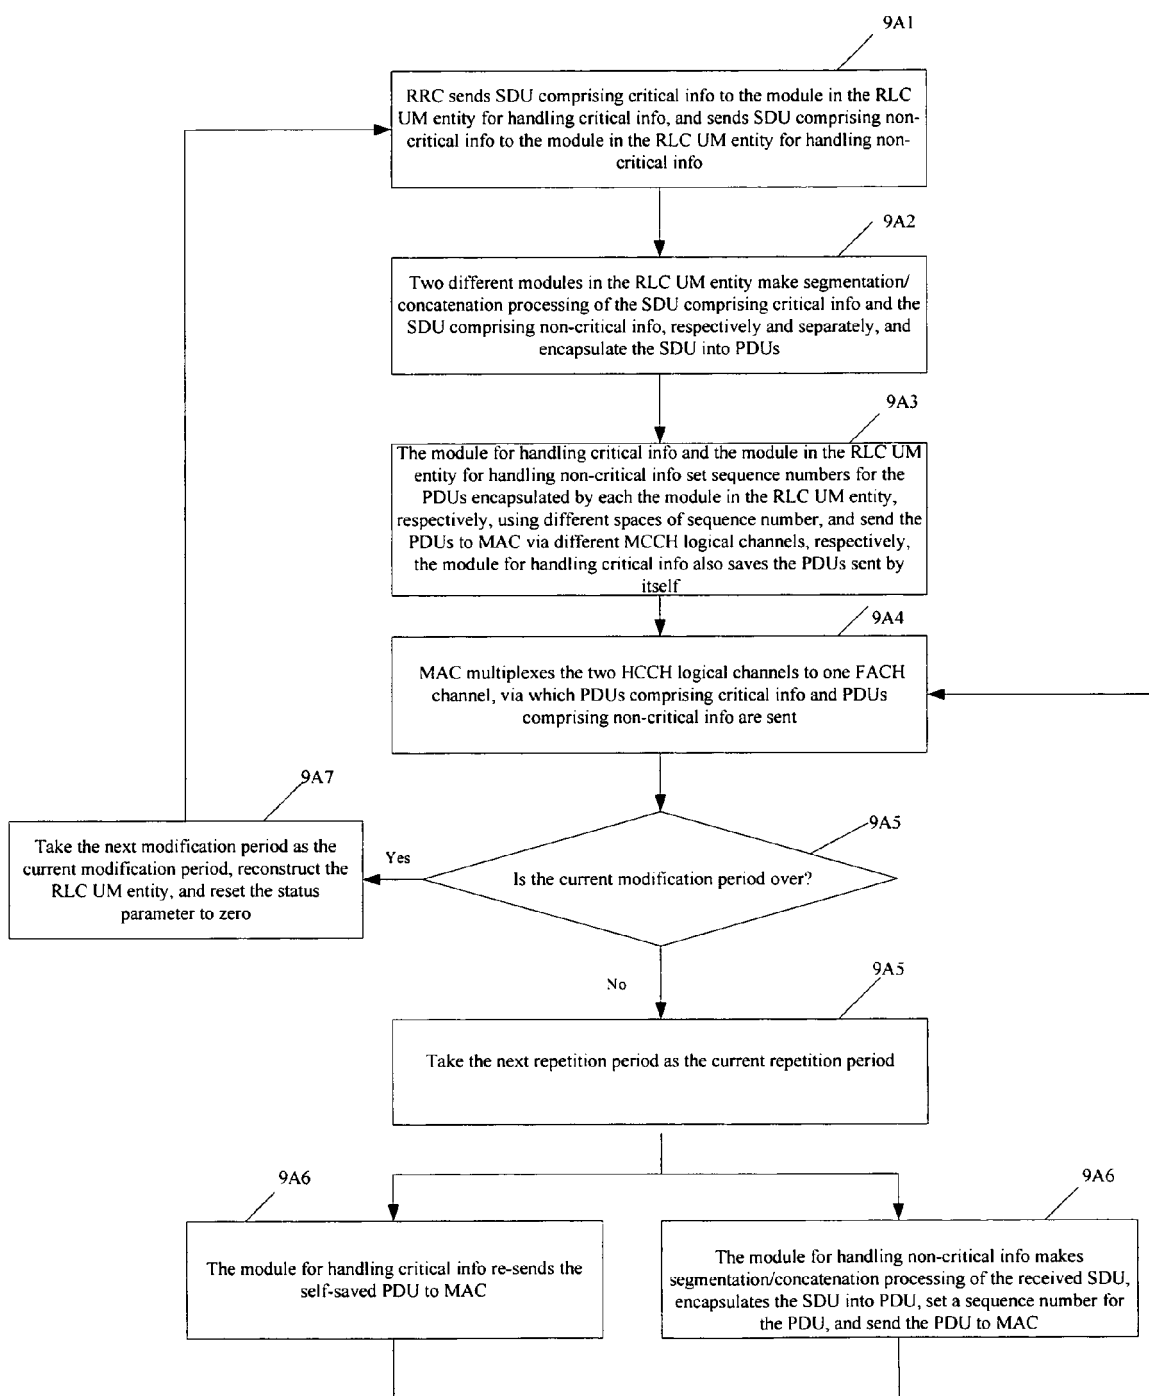 9A1
RRC sends SDU comprising critical info to the module in the RLC
UM entity for handling critical info, and sends SDU comprising non-
critical info to the module in the RLC UM entity for handling non-
critical info
9A2
Two different modules in the RLC UM entity make segmentation/
concatenation processing of the SDU comprising critical info and the
SDU comprising non-critical info, respectively and separately, and
encapsulate the SDU into PDUs
9A3
The module for handling critical info and the module in the RLC UM
entity for handling non-critical info set sequence numbers for the
PDUs encapsulated by each the module in the RLC UM entity,
respectively, using different spaces of sequence number, and send the
PDUs to MAC via different MCCH logical channels, respectively,
the module for handling critical info also saves the PDUs sent by
itself
9A4
MAC multiplexes the two HCCH logical channels to one FACH
channel, via which PDUs comprising critical info and PDUs
comprising non-critical info are sent
9A7
Take the next modification period as the
current modification period, reconstruct the
RLC UM entity, and reset the status
parameter to zero
Yes
9A5
Is the current modification period over?
No
9A5
Take the next repetition period as the current repetition period
9A6
The module for handling critical info re-sends the
self-saved PDU to MAC
9A6
The module for handling non-critical info makes
segmentation/concatenation processing of the received SDU,
encapsulates the SDU into PDU, set a sequence number for
the PDU, and send the PDU to MAC